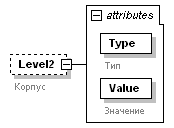 attributes
Type
Тип
Level2
Корпус
Value
Значение